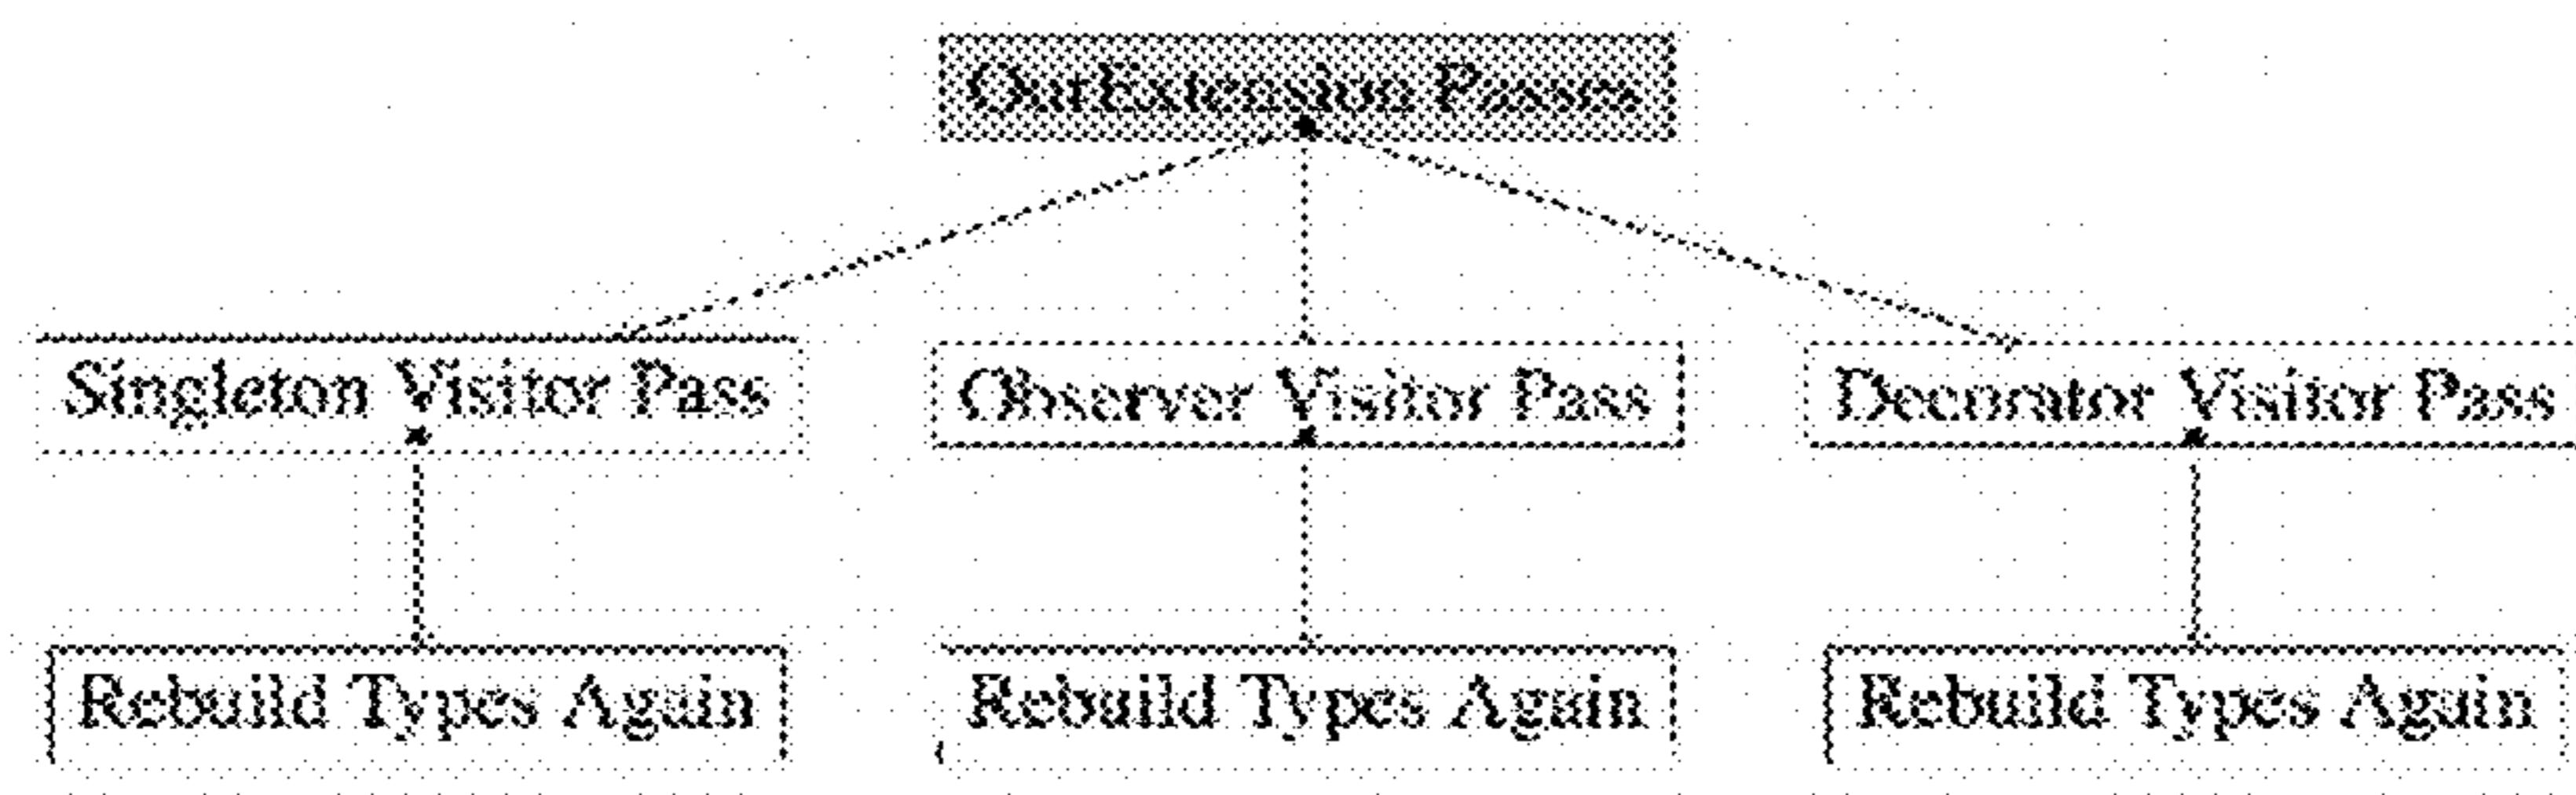 OurExtension Passes
Singleton Visitor Pass
Observer Visitor Pass
Decorator Visitor Pass
Rebuild Types Again
Rebuild Types Again
Rebuild Types Again